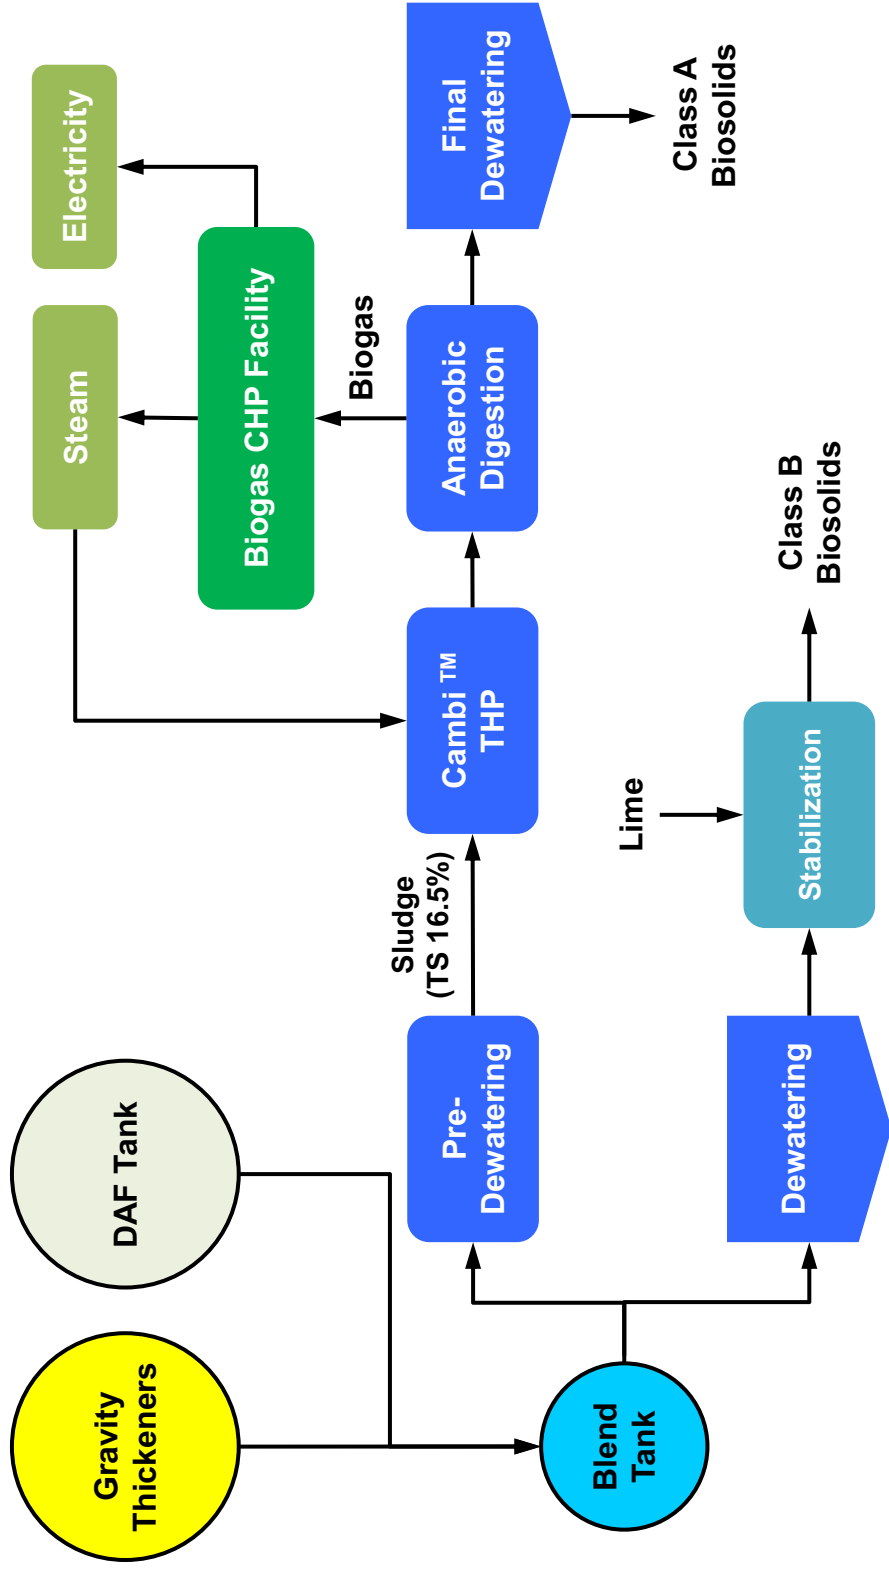 Gravity
Thickeners
DAF Tank
Blend
Tank
Pre-
Dewatering
Sludge
(TS 16.5%)
Cambi ™
THP
Anaerobic
Digestion
Biogas
Biogas CHP Facility
Steam
Electricity
Final
Dewatering
Class A
Biosolids
Dewatering
Lime
Stabilization
Class B
Biosolids